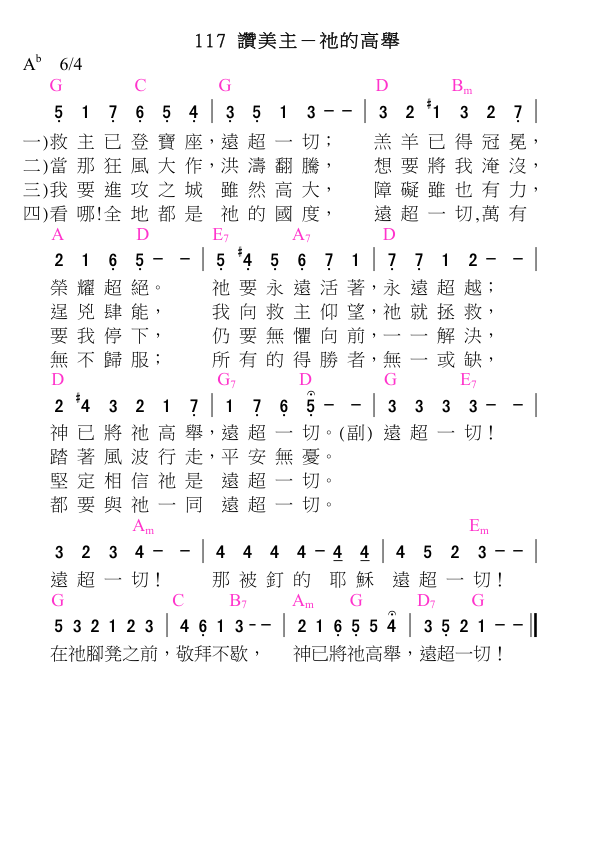 117 讚美主－祂的高舉
A♭ 6/4
G C G D Bm
5̣ 1 7̣ 6̣ 5̣ 4̣ | 3̣ 5̣ 1 3 - - | 3 2 ♯1 3 2 7̣ |
一)救主已登寶座，遠超一切； 羔羊已得冠冕，
二)當那狂風大作，洪濤翻騰， 想要將我淹沒，
三)我要進攻之城 雖然高大， 障礙雖也有力，
四)看哪!全地都是 祂的國度， 遠超一切,萬有
A D E7 A7 D
2 1 6̣ 5̣ - - | 5̣ ♯4̣ 5̣ 6̣ 7̣ 1 | 7̣ 7̣ 1 2 - - |
榮耀超絕。 祂要永遠活著，永遠超越；
逞兇肆能， 我向救主仰望，祂就拯救，
要我停下， 仍要無懼向前，一一解決，
無不歸服； 所有的得勝者，無一或缺，
D G7 D G E7
2 ♯4 3 2 1 7̣ | 1 7̣ 6̣ 5̣ - - | 3 3 3 3 - - |
神已將祂高舉，遠超一切。(副) 遠超一切！
踏著風波行走，平安無憂。
堅定相信祂是 遠超一切。
都要與祂一同 遠超一切。
Am Em
3 2 3 4 - - | 4 4 4 4 - 4 4 | 4 5 2 3 - - |
遠超一切！ 那被釘的 耶穌 遠超一切！
G C B7 Am G D7 G
5 3 2 1 2 3 | 4 6̣ 1 3 - - | 2 1 6̣ 5̣ 5 4 | 3 5̣ 2 1 - - ‖
在祂腳凳之前，敬拜不歇， 神已將祂高舉，遠超一切！